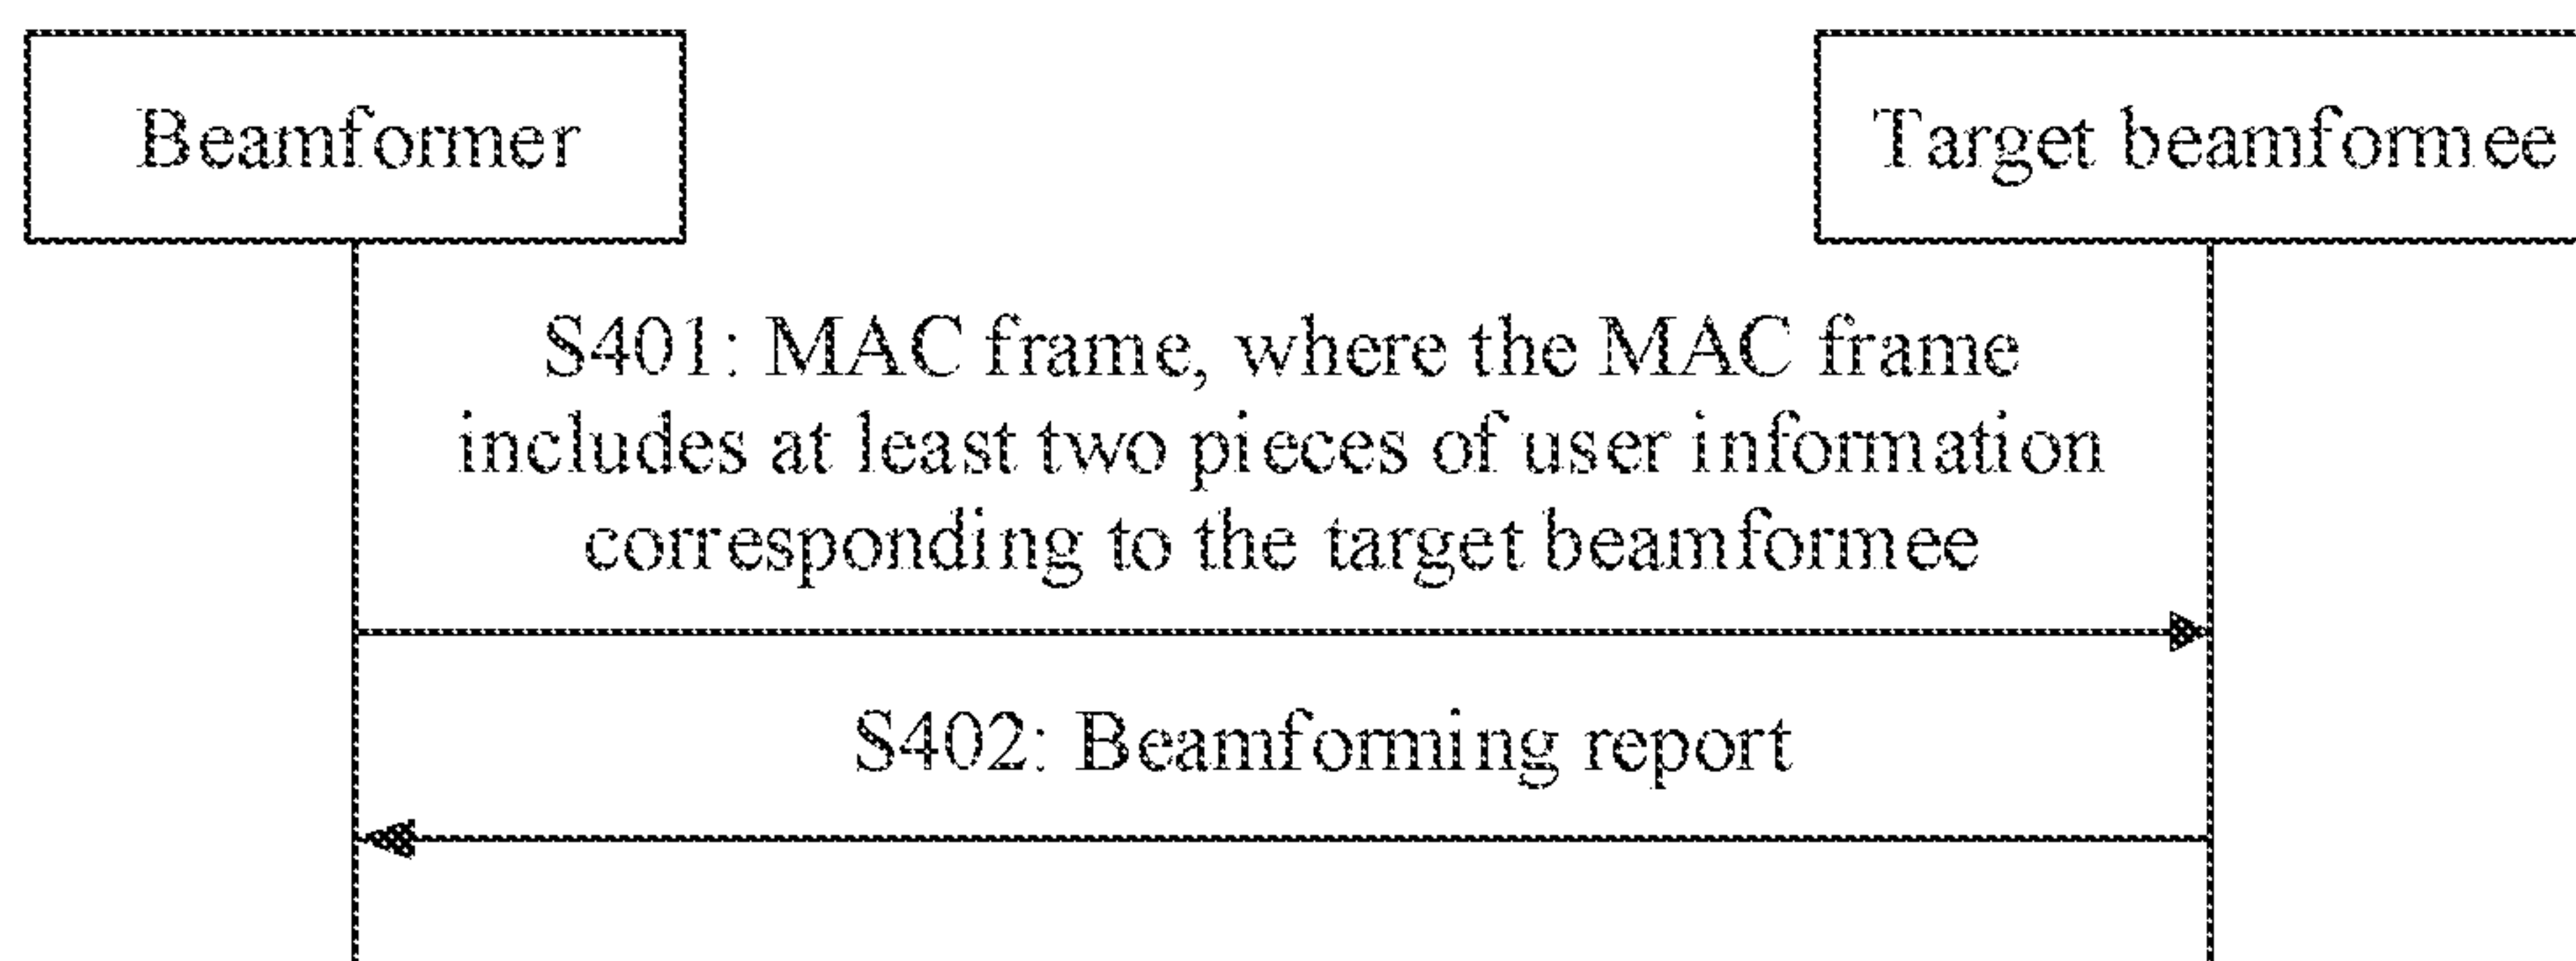 Beamformer
Target beamformee
S401: MAC frame, where the MAC frame
includes at least two pieces of user information
corresponding to the target beamformee
S402: Beamforming report